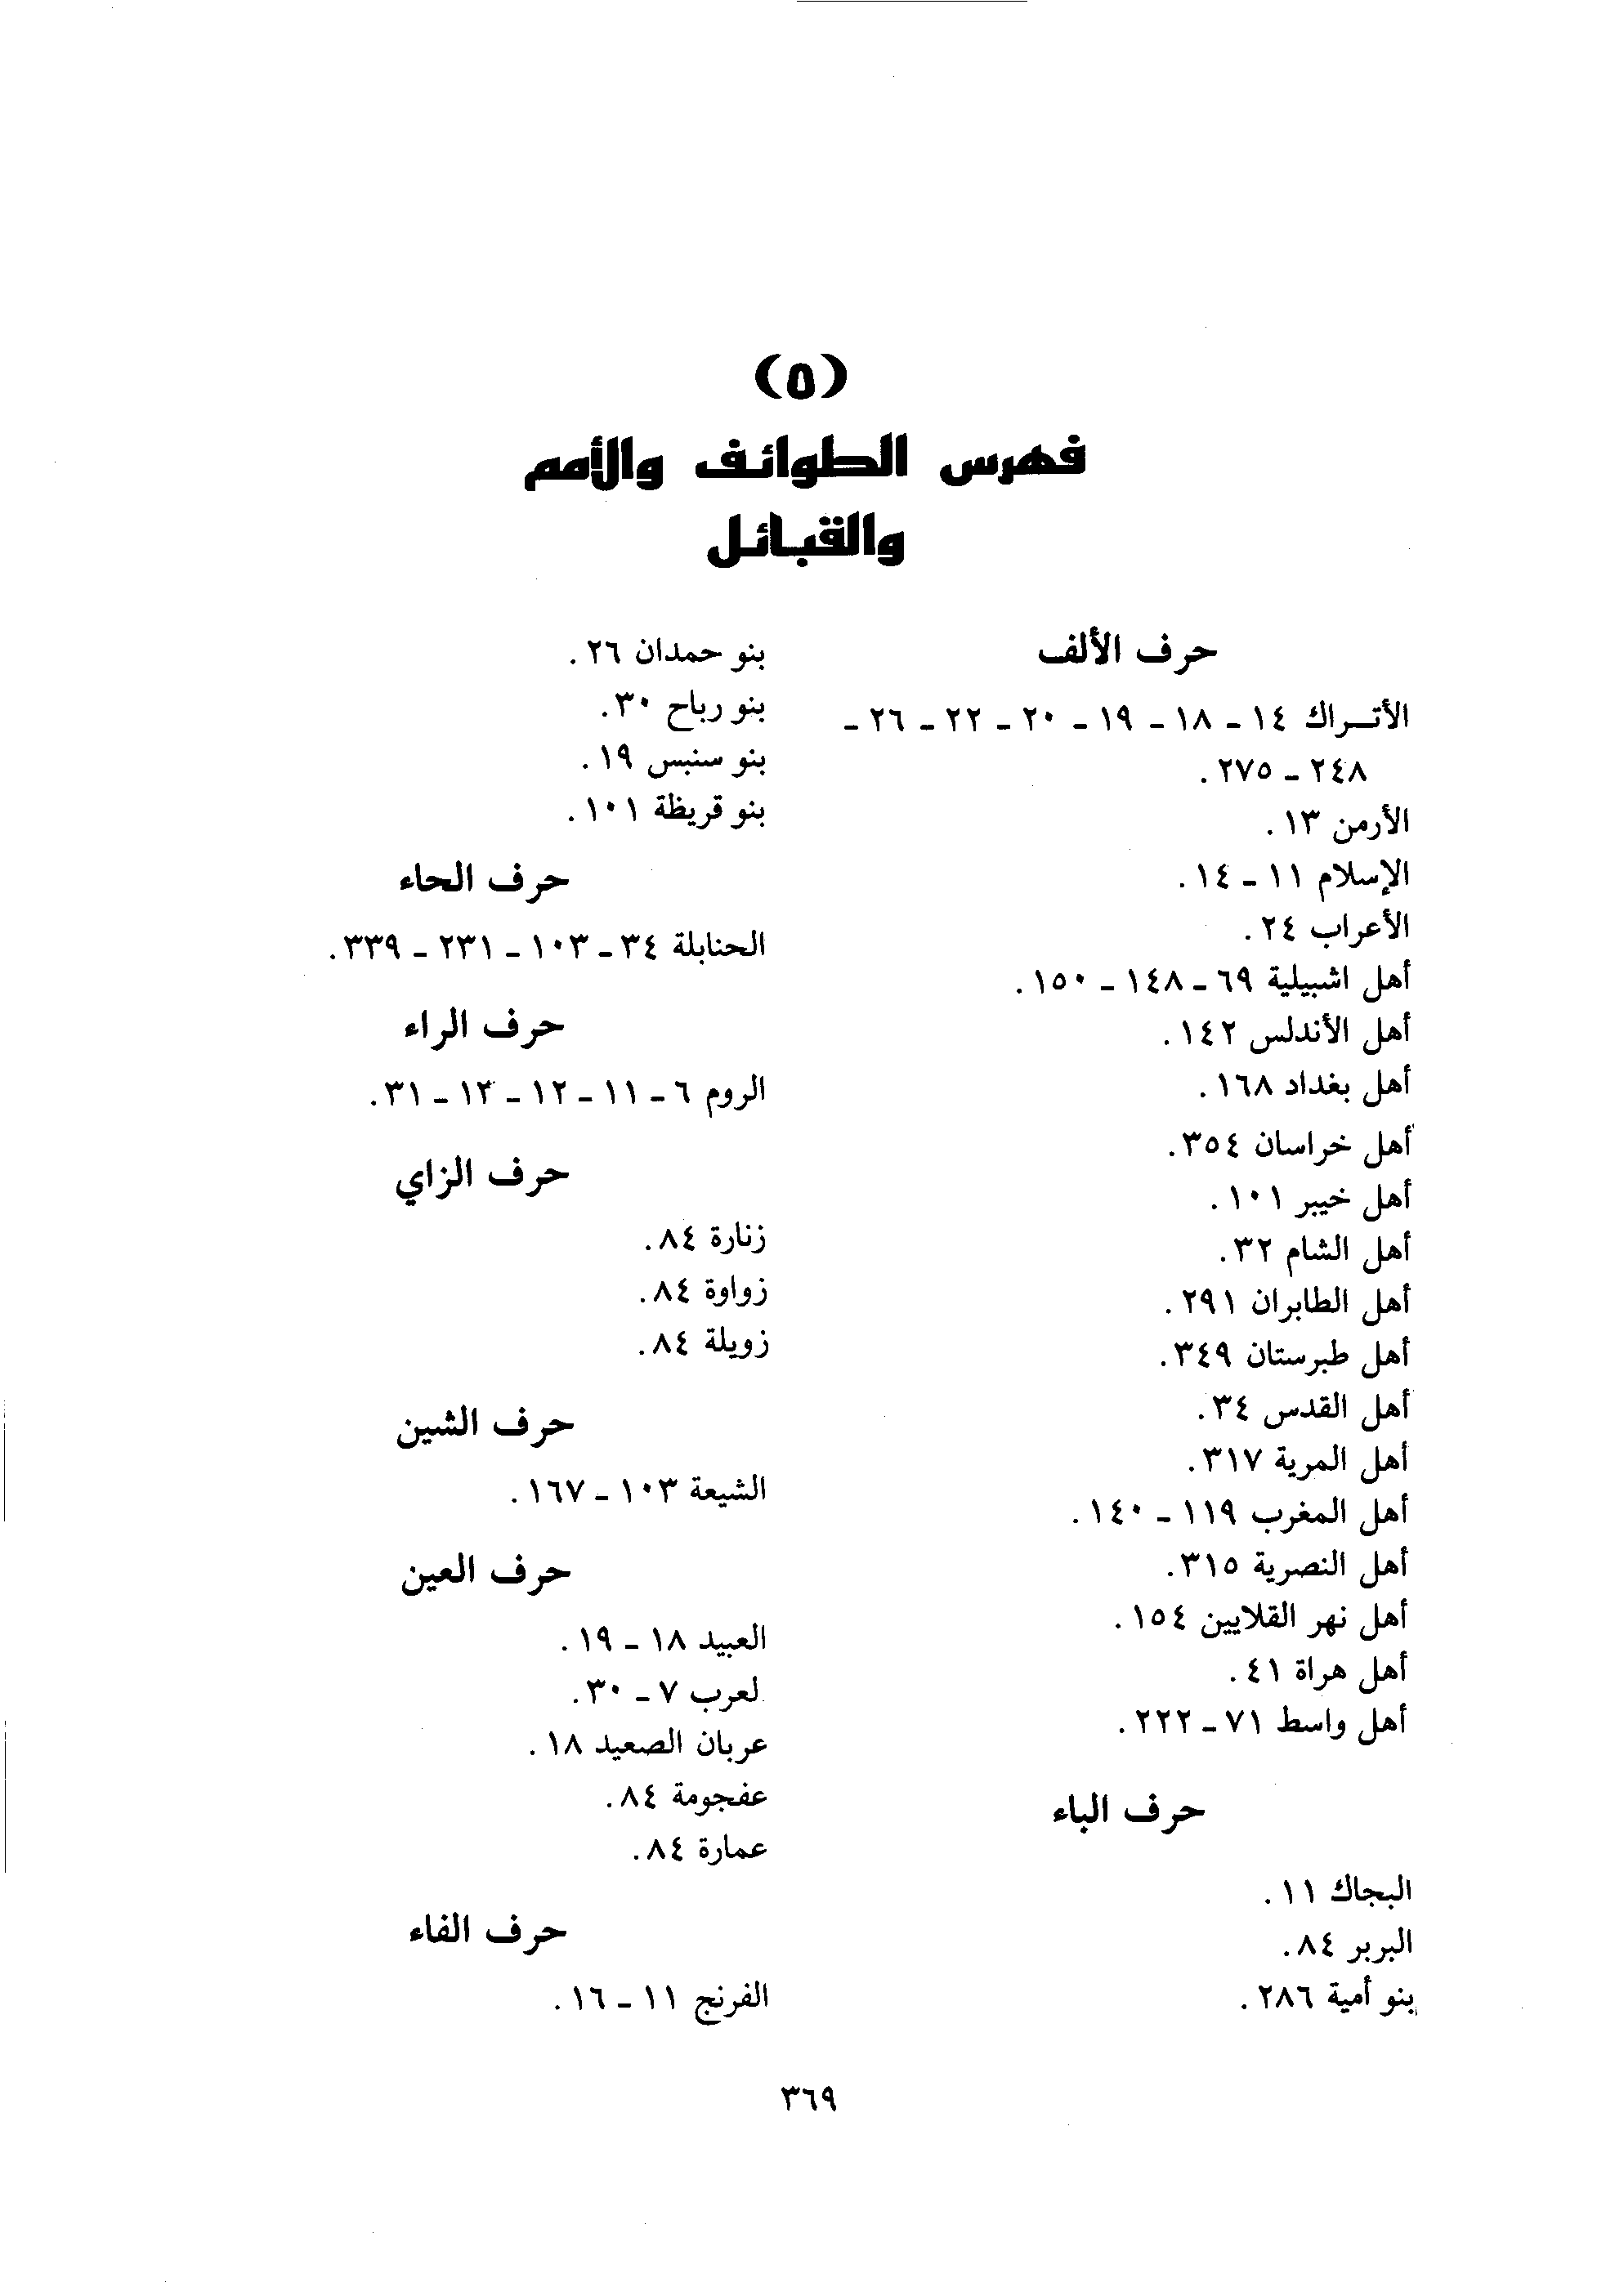 (٥)
فهرس الطوائف والأمم
والقبائل
حرف الألف
الأتراك ١٤ - ١٨ - ١٩ - ٢٠ - ٢٢ - ٢٦ -
٢٤٨ - ٢٧٥.
الأرمن ١٣.
الإسلام ١١ - ١٤.
الأعراب ٢٤.
أهل اشبيلية ٦٩ - ١٤٨ - ١٥٠.
أهل الأندلس ١٤٢.
أهل بغداد ١٦٨.
أهل خراسان ٣٥٤.
أهل خيبر ١٠١.
أهل الشام ٣٢.
أهل الطابران ٢٩١.
أهل طبرستان ٣٤٩.
أهل القدس ٣٤.
أهل المرية ٣١٧.
أهل المغرب ١١٩ - ١٤٠.
أهل النصرية ٣١٥.
أهل نهر القلايين ١٥٤.
أهل هراة ٤١.
أهل واسط ٧١ - ٢٢٢.
حرف الباء
البجاك ١١.
البربر ٨٤.
بنو أمية ٢٨٦.
بنو حمدان ٢٦.
بنو رباح ٣٠.
بنو سنبس ١٩.
بنو قريظة ١٠١.
حرف الحاء
الحنابلة ٣٤ - ١٠٣ - ٢٣١ - ٣٣٩.
حرف الراء
الروم ٦ - ١١ - ١٢ - ١٣ - ٣١.
حرف الزاي
زنارة ٨٤.
زواوة ٨٤.
زويلة ٨٤.
حرف الشين
الشيعة ١٠٣ - ١٦٧.
حرف العين
العبيد ١٨ - ١٩.
لعرب ٧ - ٣٠.
عربان الصعيد ١٨.
عفجومة ٨٤.
عمارة ٨٤.
حرف الفاء
الفرنج ١١ - ١٦.
٣٦٩